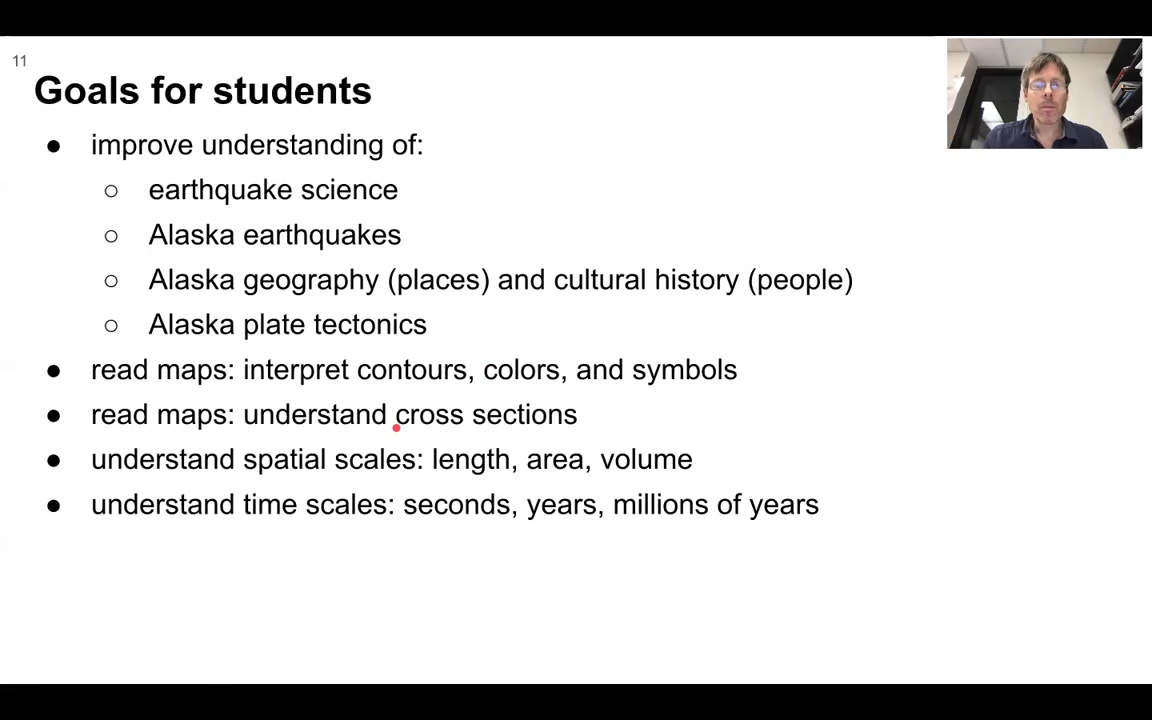 11
Goals for students
● improve understanding of:
○ earthquake science
○ Alaska earthquakes
○ Alaska geography (places) and cultural history (people)
○ Alaska plate tectonics
● read maps: interpret contours, colors, and symbols
● read maps: understand cross sections
● understand spatial scales: length, area, volume
● understand time scales: seconds, years, millions of years